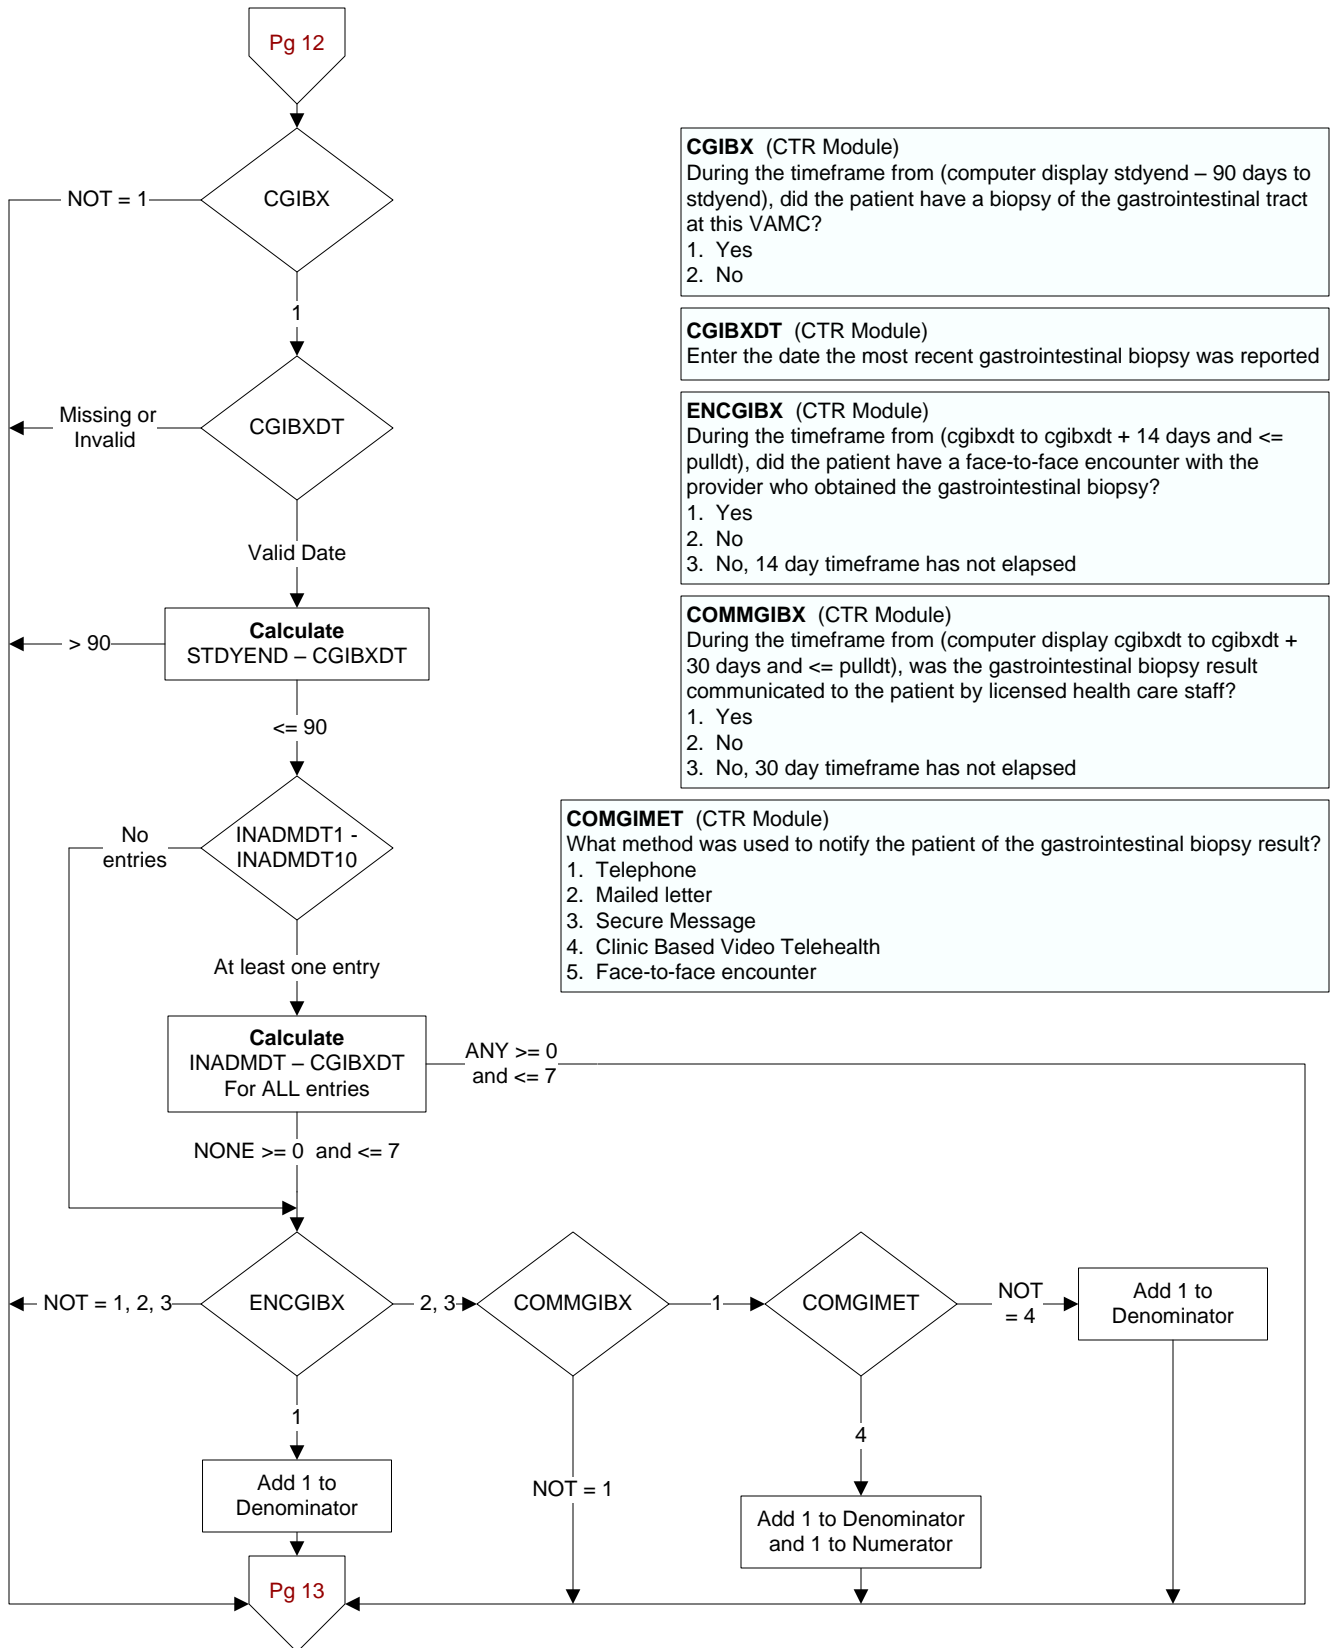 Pg 12
CGIBX
NOT = 1
1
CGIBXDT
Missing or
Invalid
Valid Date
Calculate
STDYEND – CGIBXDT
> 90
<= 90
INADMDT1 -
INADMDT10
No
entries
At least one entry
Calculate
INADMDT – CGIBXDT
For ALL entries
ANY >= 0
and <= 7
NONE >= 0 and <= 7
NOT = 1, 2, 3
ENCGIBX
2, 3
COMMGIBX
1
COMGIMET
NOT
= 4
Add 1 to
Denominator
1
4
NOT = 1
Add 1 to
Denominator
Add 1 to Denominator
and 1 to Numerator
Pg 13
CGIBX (CTR Module)
During the timeframe from (computer display stdyend – 90 days to
stdyend), did the patient have a biopsy of the gastrointestinal tract
at this VAMC?
1. Yes
2. No
CGIBXDT (CTR Module)
Enter the date the most recent gastrointestinal biopsy was reported
ENCGIBX (CTR Module)
During the timeframe from (cgibxdt to cgibxdt + 14 days and <=
pulldt), did the patient have a face-to-face encounter with the
provider who obtained the gastrointestinal biopsy?
1. Yes
2. No
3. No, 14 day timeframe has not elapsed
COMMGIBX (CTR Module)
During the timeframe from (computer display cgibxdt to cgibxdt +
30 days and <= pulldt), was the gastrointestinal biopsy result
communicated to the patient by licensed health care staff?
1. Yes
2. No
3. No, 30 day timeframe has not elapsed
COMGIMET (CTR Module)
What method was used to notify the patient of the gastrointestinal biopsy result?
1. Telephone
2. Mailed letter
3. Secure Message
4. Clinic Based Video Telehealth
5. Face-to-face encounter